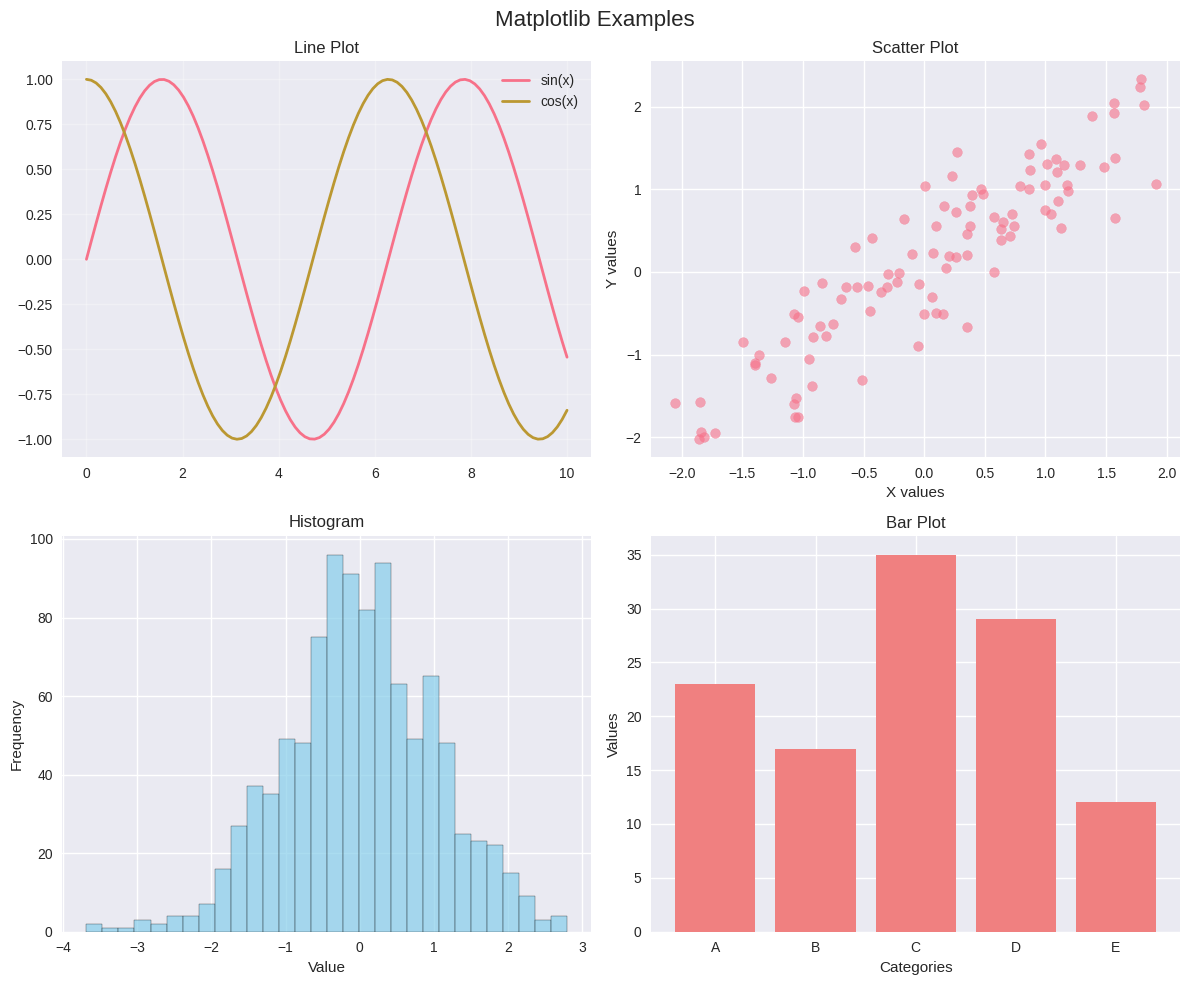 Matplotlib Examples
Line Plot
1.00
0.75
0.50
0.25
0.00
−0.25
−0.50
−0.75
−1.00
0 2 4 6 8 10
sin(x)
cos(x)
Scatter Plot
Y values
2
1
0
−1
−2
−2.0 −1.5 −1.0 −0.5 0.0 0.5 1.0 1.5 2.0
X values
Histogram
Frequency
100
80
60
40
20
0
−4 −3 −2 −1 0 1 2 3
Value
Bar Plot
Values
35
30
25
20
15
10
5
0
A B C D E
Categories